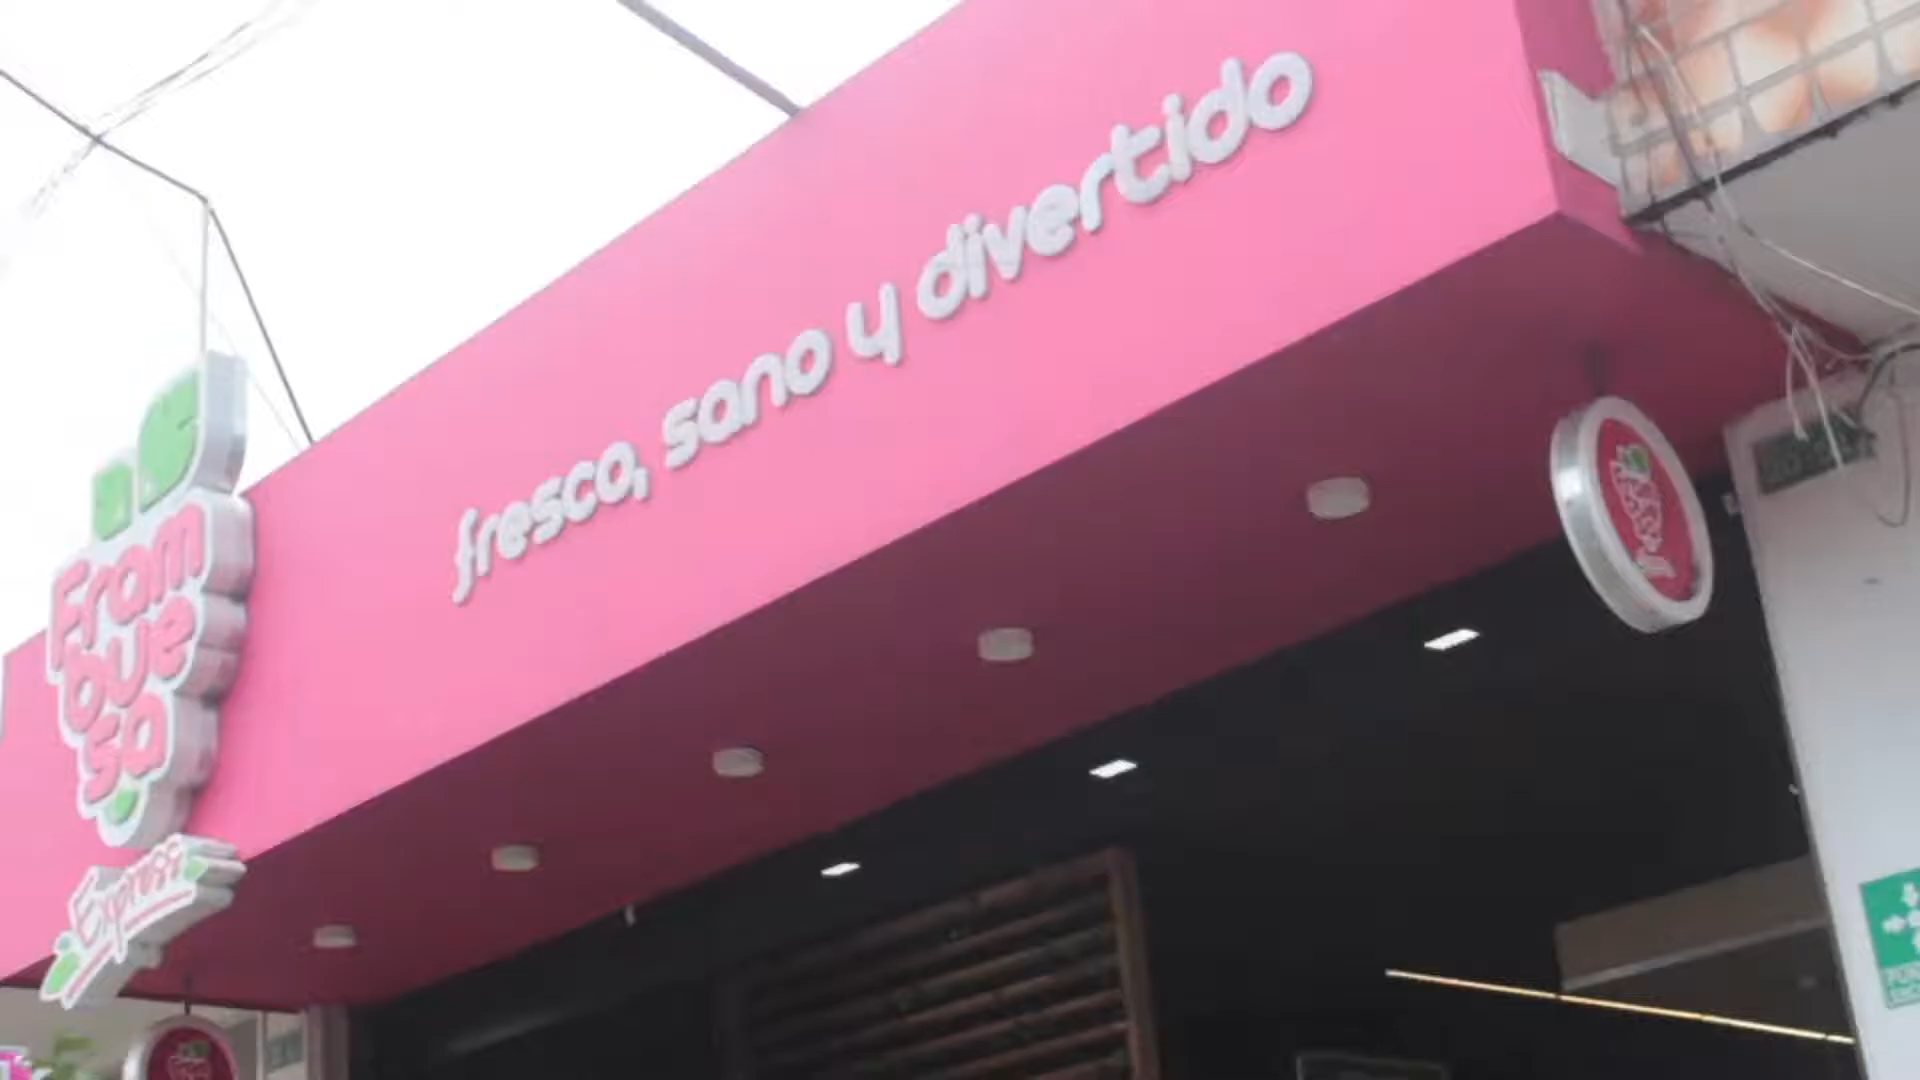 fresco, sano y divertido
Fram
bue
sa
Express